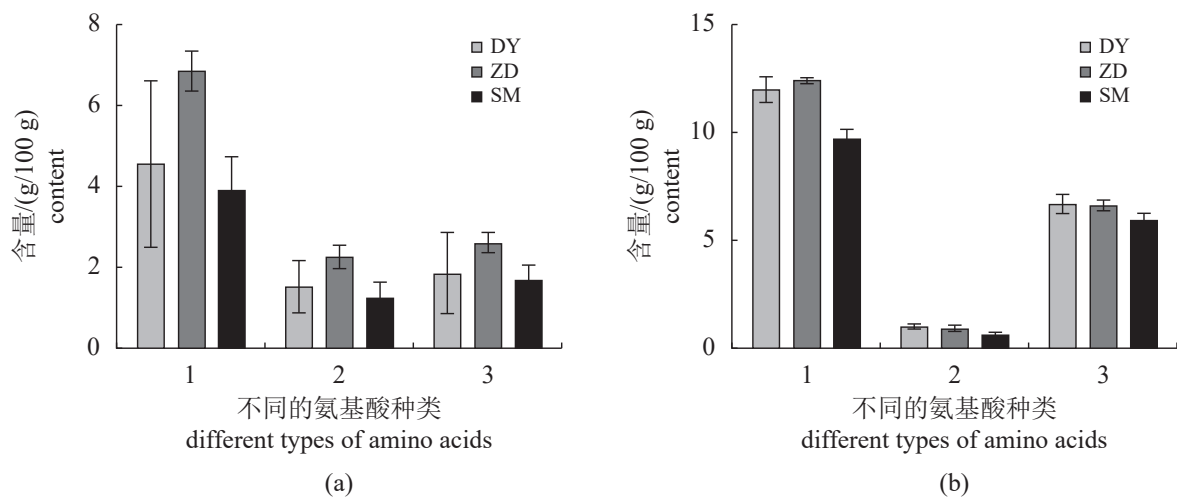 8
6
4
2
0
含量/(g/100 g)
content
DY
ZD
SM
1 2 3
不同的氨基酸种类
different types of amino acids
(a)
15
10
5
0
含量/(g/100 g)
content
DY
ZD
SM
1 2 3
不同的氨基酸种类
different types of amino acids
(b)